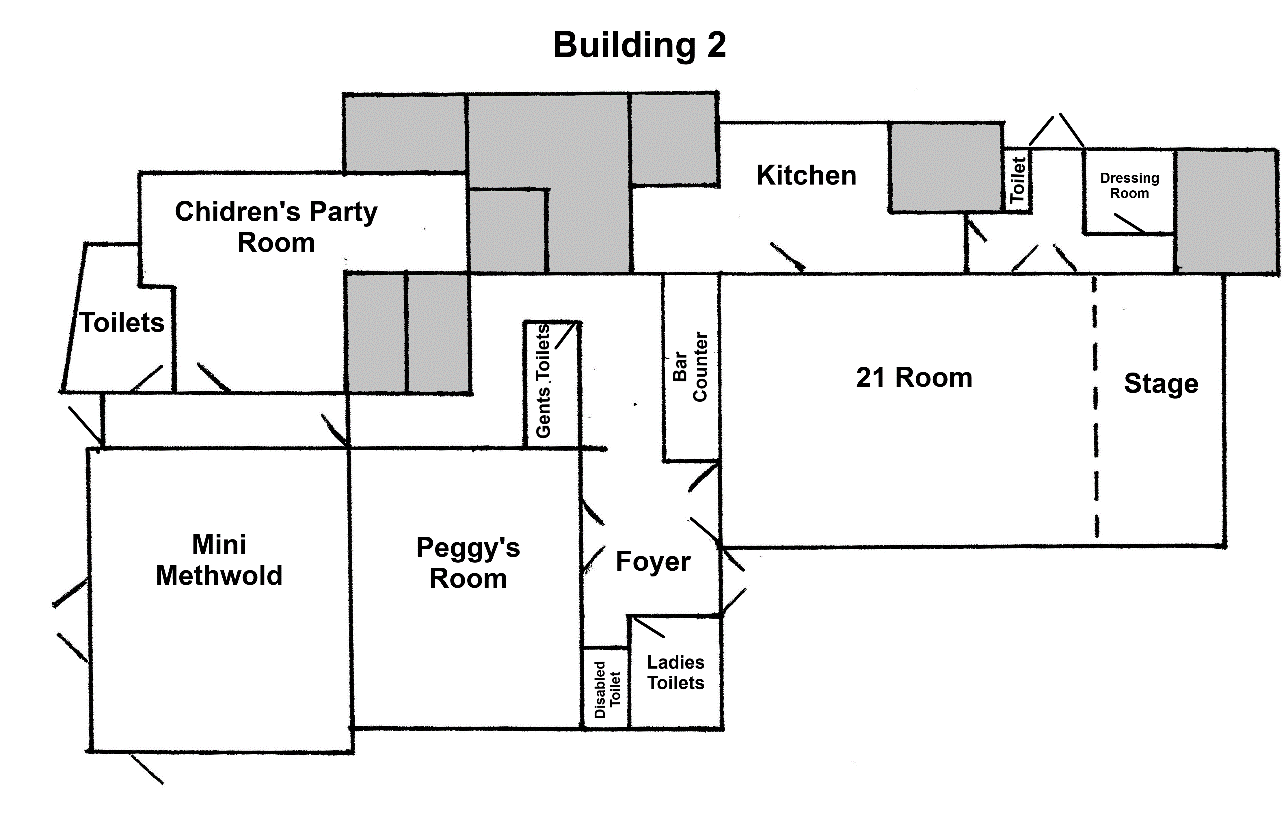 Building 2
Kitchen
Toilet
Dressing
Room
Chidren's Party
Room
Toilets
Gents Toilets
Bar
Counter
21 Room
Stage
Mini
Methwold
Peggy's
Room
Foyer
Disabled
Toilet
Ladies
Toilets